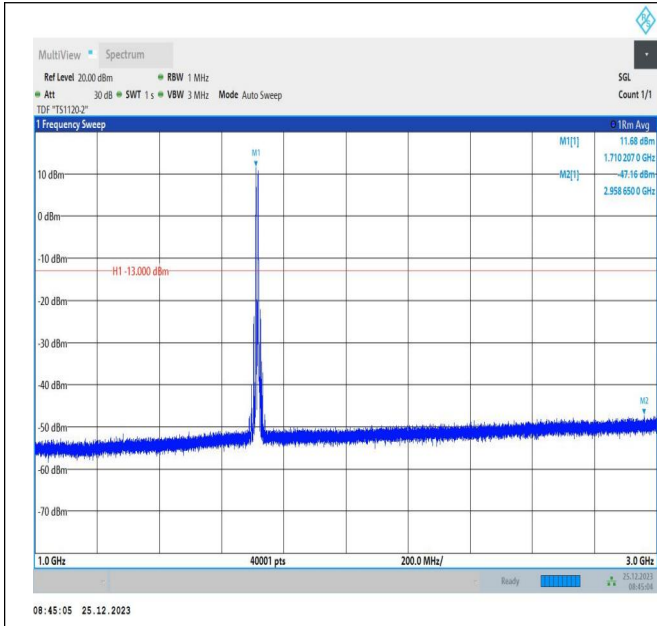 MultiView Spectrum
Ref Level 20.00 dBm RBW 1 MHz SGL
Att 30 dB SWT 1 s VBW 3 MHz Mode Auto Sweep Count 1/1
TDF "TS1120-2"
1 Frequency Sweep 1Rm Avg
M1[1] 11.68 dBm
1.710 207 0 GHz
M2[1] -47.16 dBm
2.958 650 0 GHz
M1
10 dBm
0 dBm
-10 dBm
H1 -13.000 dBm
-20 dBm
-30 dBm
-40 dBm
M2
-50 dBm
-60 dBm
-70 dBm
1.0 GHz 40001 pts 200.0 MHz/ 3.0 GHz
Ready 25.12.2023
08:45:04
08:45:05 25.12.2023